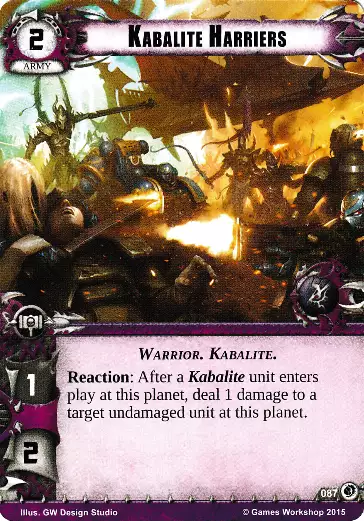 2
ARMY
KABALITE HARRIERS
WARRIOR. KABALITE.
Reaction: After a Kabalite unit enters
play at this planet, deal 1 damage to a
target undamaged unit at this planet.
1
2
087
Illus. GW Design Studio
© Games Workshop 2015